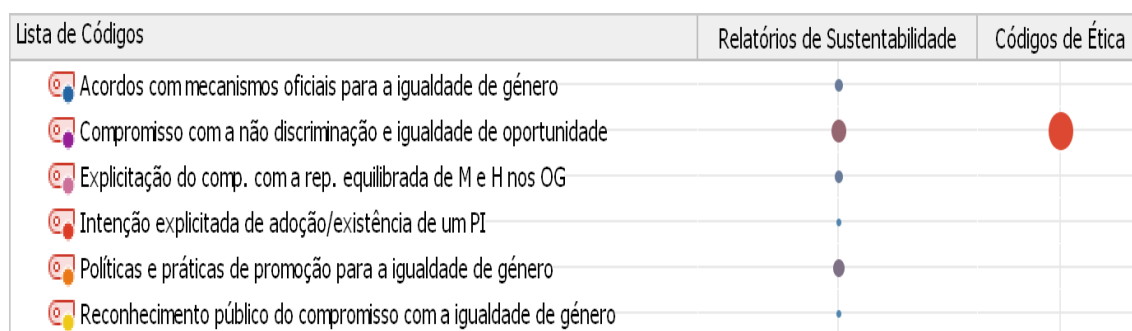 Lista de Códigos Relatórios de Sustentabilidade Códigos de Ética
Acordos com mecanismos oficiais para a igualdade de género
Compromisso com a não discriminação e igualdade de oportunidade
Explicitação do comp. com a rep. equilibrada de M e H nos OG
Intenção explicitada de adoção/existência de um PI
Políticas e práticas de promoção para a igualdade de género
Reconhecimento público do compromisso com a igualdade de género